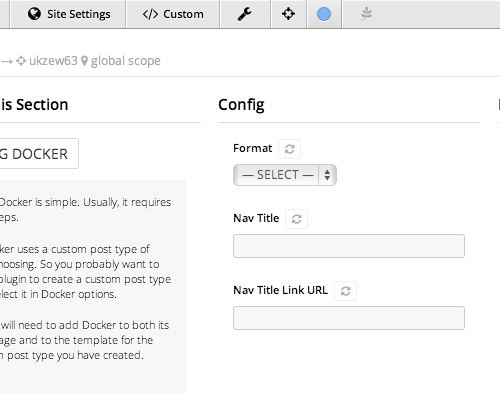 Site Settings
Custom
ukzew63 global scope
is Section
Config
G DOCKER
Format
— SELECT —
Docker is simple. Usually, it requires
eps.
Nav Title
ker uses a custom post type of
hoosing. So you probably want to
plugin to create a custom post type
elect it in Docker options.
Nav Title Link URL
will need to add Docker to both its
age and to the template for the
m post type you have created.